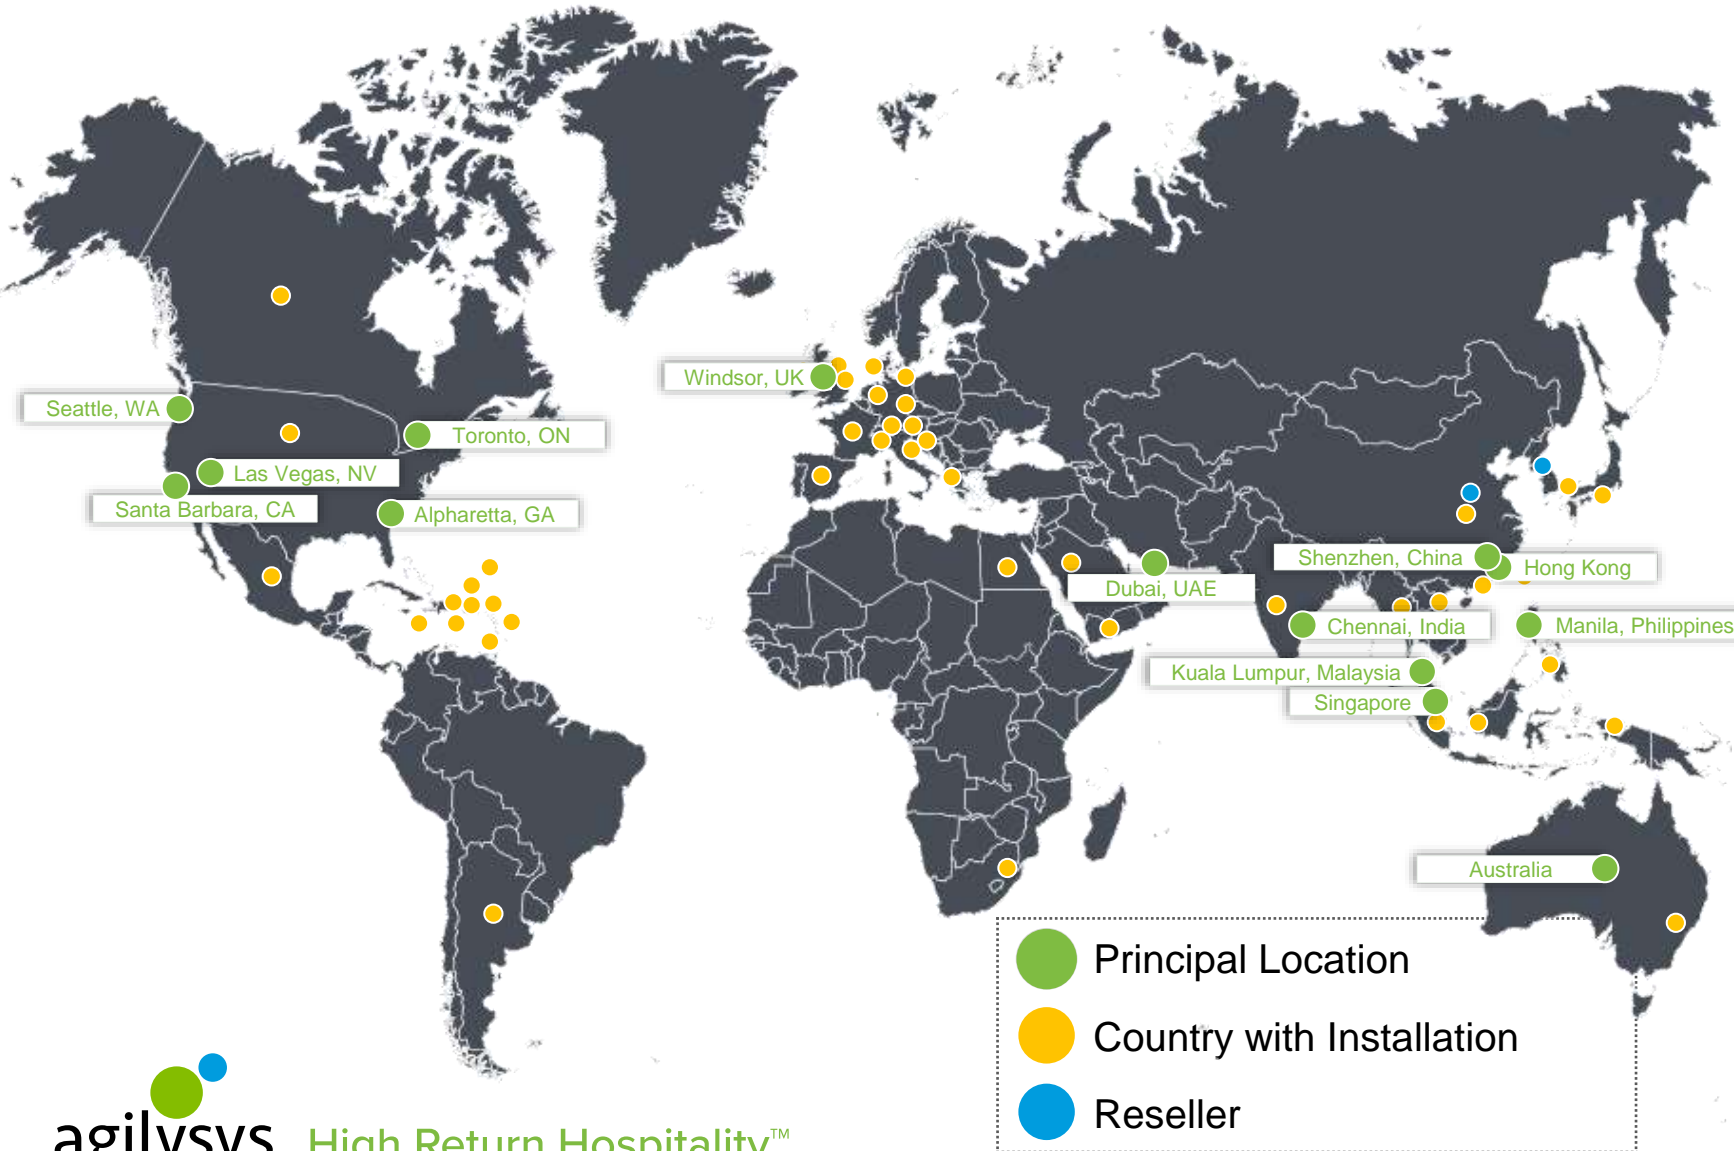 Windsor, UK
Seattle, WA
Toronto, ON
Las Vegas, NV
Santa Barbara, CA
Alpharetta, GA
Shenzhen, China
Hong Kong
Dubai, UAE
Chennai, India
Manila, Philippines
Kuala Lumpur, Malaysia
Singapore
Australia
Principal Location
Country with Installation
Reseller
agilysys High Return Hospitality™